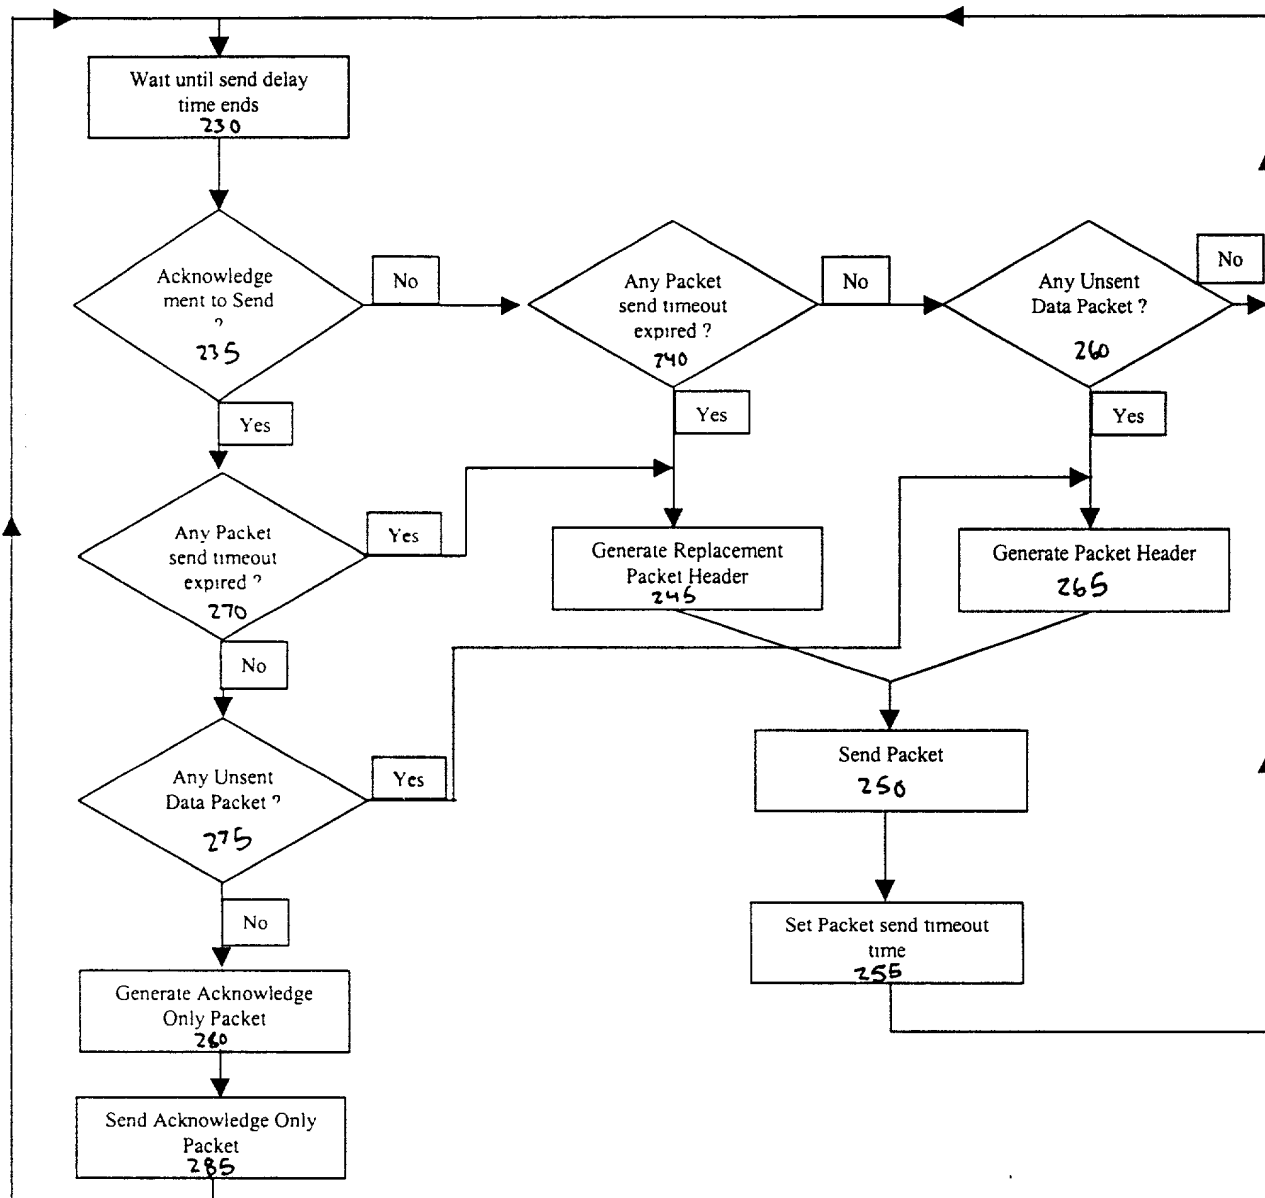 Wait until send delay
time ends
230
Acknowledge
ment to Send
?
235
No
Any Packet
send timeout
expired ?
240
No
Any Unsent
Data Packet ?
260
No
Yes
Yes
Yes
Any Packet
send timeout
expired ?
270
Yes
Generate Replacement
Packet Header
245
Generate Packet Header
265
No
Any Unsent
Data Packet ?
275
Yes
Send Packet
250
No
Set Packet send timeout
time
255
Generate Acknowledge
Only Packet
280
Send Acknowledge Only
Packet
285